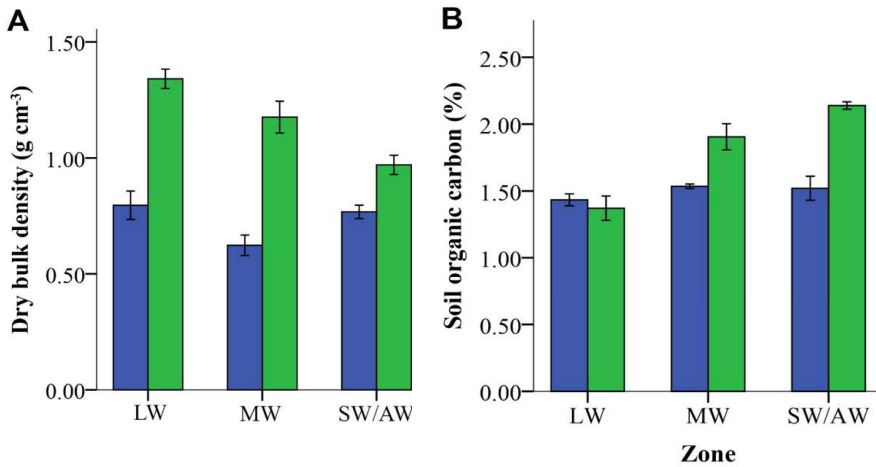 A
Dry bulk density (g cm⁻³)
1.50
1.00
0.50
0.00
LW MW SW/AW
B
Soil organic carbon (%)
2.50
2.00
1.50
1.00
0.50
0.00
LW MW SW/AW
Zone